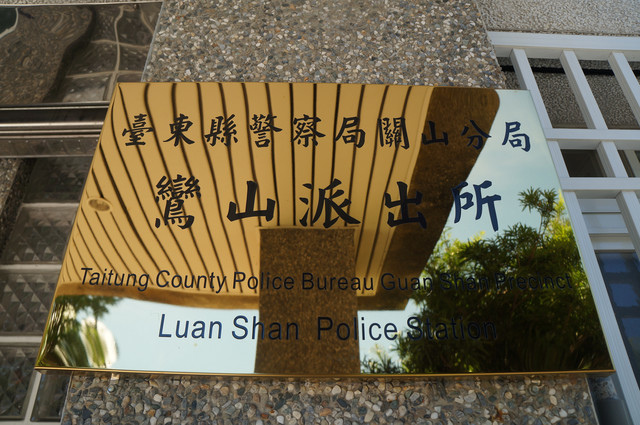 臺東縣警察局關山分局
鸞山派出所
Taitung County Police Bureau Guan Shan Precinct
Luan Shan Police Station